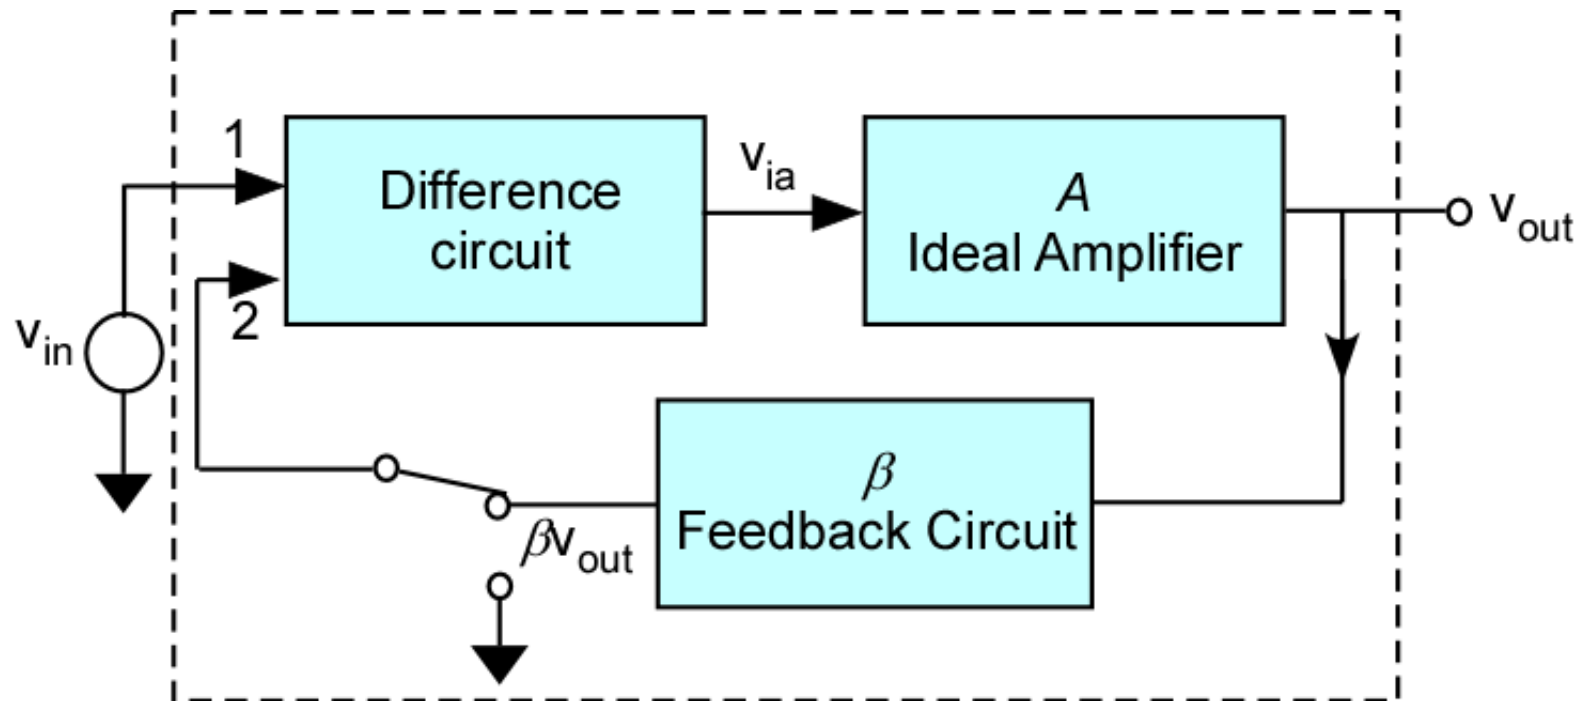 1
Difference
circuit
v_ia
A
Ideal Amplifier
v_out
2
v_in
β
Feedback Circuit
βv_out